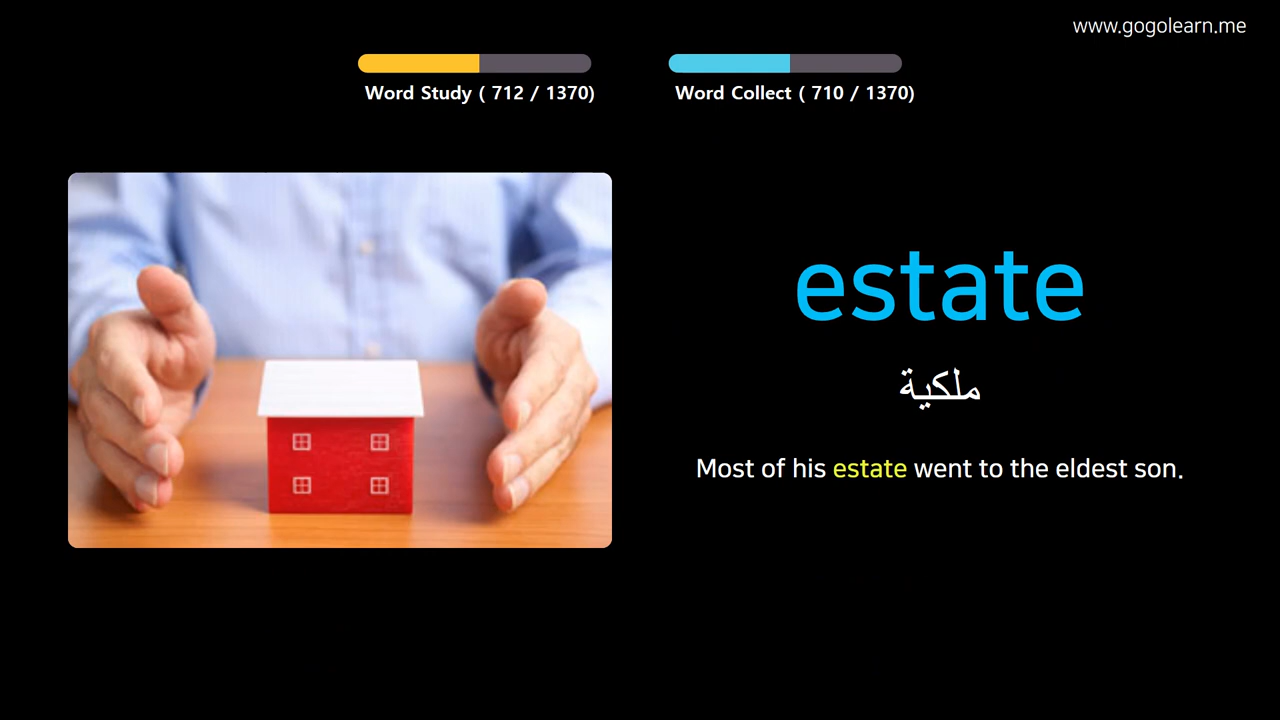 www.gogolearn.me
Word Study ( 712 / 1370)
Word Collect ( 710 / 1370)
estate
ملكية
Most of his estate went to the eldest son.